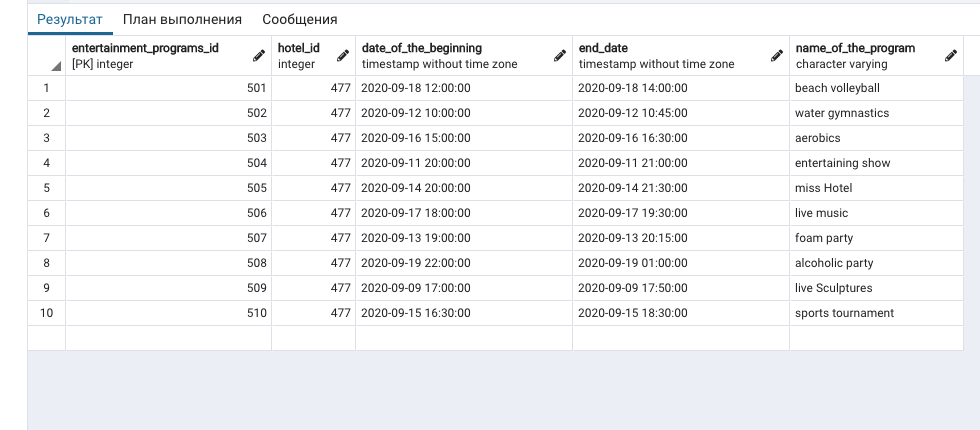 Результат План выполнения Сообщения
entertainment_programs_id hotel_id date_of_the_beginning end_date name_of_the_program
[PK] integer integer timestamp without time zone timestamp without time zone character varying
1 501 477 2020-09-18 12:00:00 2020-09-18 14:00:00 beach volleyball
2 502 477 2020-09-12 10:00:00 2020-09-12 10:45:00 water gymnastics
3 503 477 2020-09-16 15:00:00 2020-09-16 16:30:00 aerobics
4 504 477 2020-09-11 20:00:00 2020-09-11 21:00:00 entertaining show
5 505 477 2020-09-14 20:00:00 2020-09-14 21:30:00 miss Hotel
6 506 477 2020-09-17 18:00:00 2020-09-17 19:30:00 live music
7 507 477 2020-09-13 19:00:00 2020-09-13 20:15:00 foam party
8 508 477 2020-09-19 22:00:00 2020-09-19 01:00:00 alcoholic party
9 509 477 2020-09-09 17:00:00 2020-09-09 17:50:00 live Sculptures
10 510 477 2020-09-15 16:30:00 2020-09-15 18:30:00 sports tournament